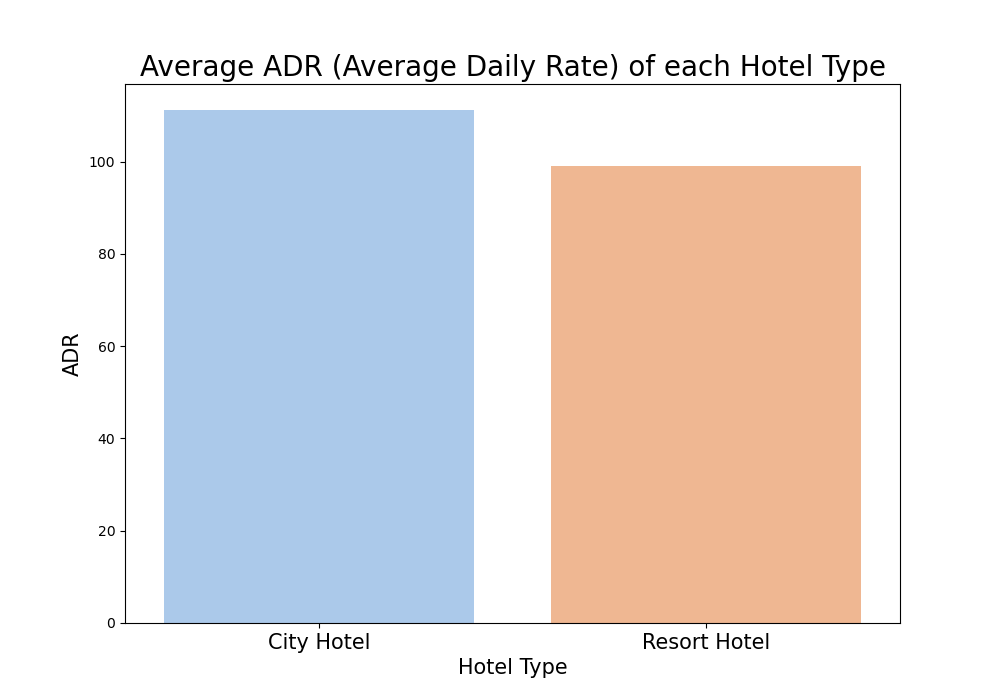 Average ADR (Average Daily Rate) of each Hotel Type
100
80
60
40
20
0
ADR
City Hotel
Resort Hotel
Hotel Type